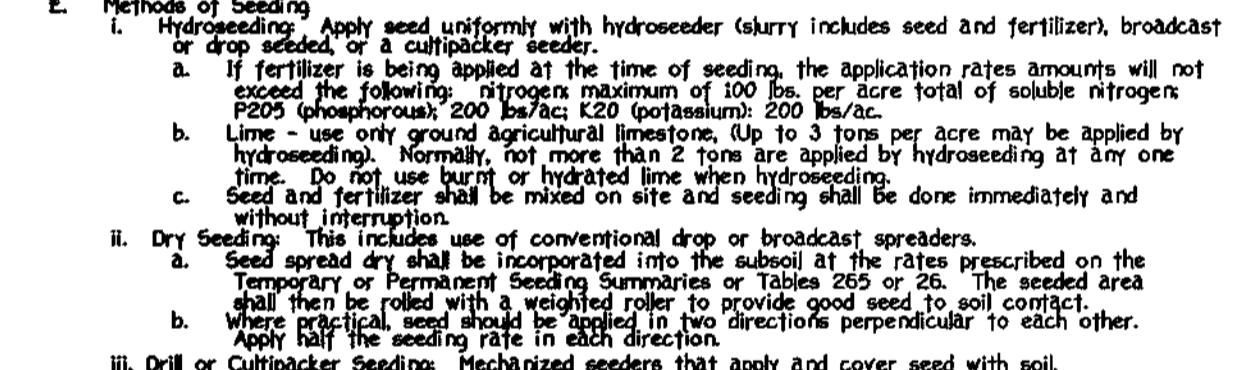 E. Methods of Seeding
i. Hydroseeding: Apply seed uniformly with hydroseeder (slurry includes seed and fertilizer), broadcast
or drop seeded, or a cultipacker seeder.
a. If fertilizer is being applied at the time of seeding, the application rates amounts will not
exceed the following: nitrogen: maximum of 100 lbs. per acre total of soluble nitrogen;
P205 (phosphorous); 200 lbs/ac; K20 (potassium): 200 lbs/ac.
b. Lime - use only ground agricultural limestone, (Up to 3 tons per acre may be applied by
hydroseeding). Normally, not more than 2 tons are applied by hydroseeding at any one
time. Do not use burnt or hydrated lime when hydroseeding.
c. Seed and fertilizer shall be mixed on site and seeding shall be done immediately and
without interruption.
ii. Dry Seeding: This includes use of conventional drop or broadcast spreaders.
a. Seed spread dry shall be incorporated into the subsoil at the rates prescribed on the
Temporary or Permanent Seeding Summaries or Tables 265 or 26. The seeded area
shall then be rolled with a weighted roller to provide good seed to soil contact.
b. Where practical, seed should be applied in two directions perpendicular to each other.
Apply half the seeding rate in each direction.
iii. Drill or Cultipacker Seeding: Mechanized seeders that apply and cover seed with soil.